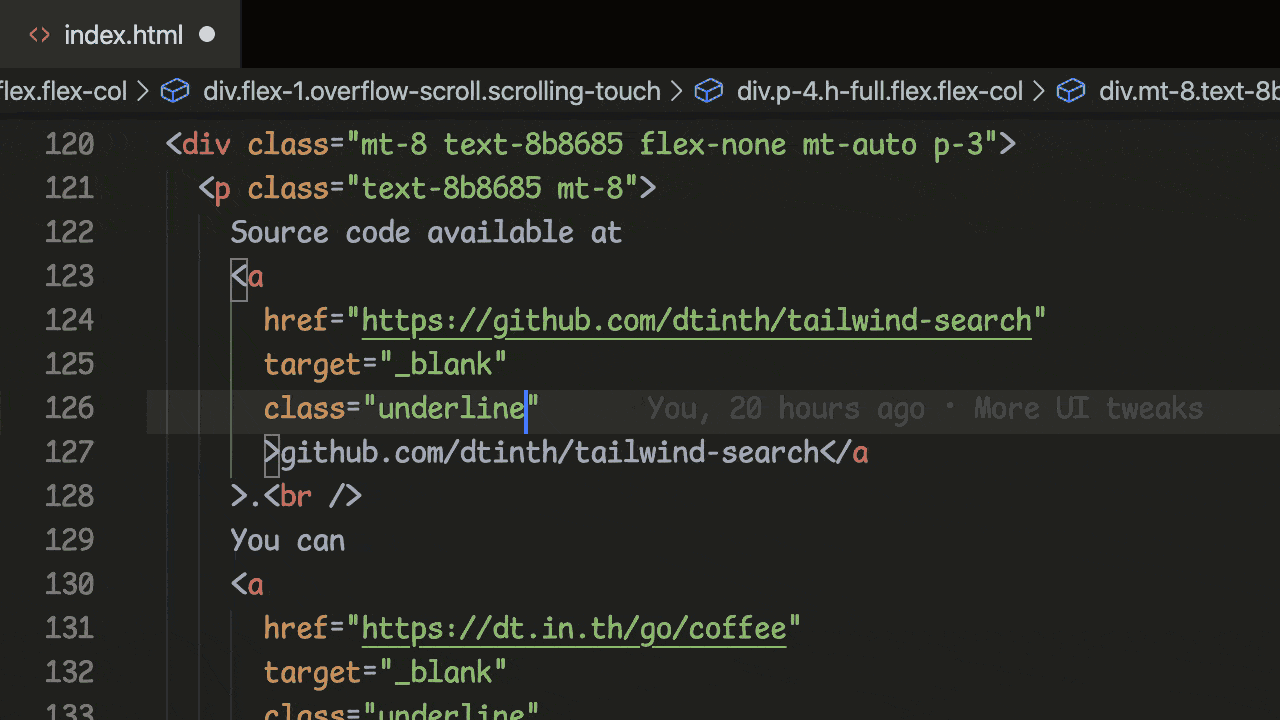 index.html
flex.flex-col > div.flex-1.overflow-scroll.scrolling-touch > div.p-4.h-full.flex.flex-col > div.mt-8.text-8b
120 <div class="mt-8 text-8b8685 flex-none mt-auto p-3">
121 <p class="text-8b8685 mt-8">
122 Source code available at
123 <a
124 href="https://github.com/dtinth/tailwind-search"
125 target="_blank"
126 class="underline" You, 20 hours ago • More UI tweaks
127 >github.com/dtinth/tailwind-search</a
128 >.<br />
129 You can
130 <a
131 href="https://dt.in.th/go/coffee"
132 target="_blank"
133 class="underline"